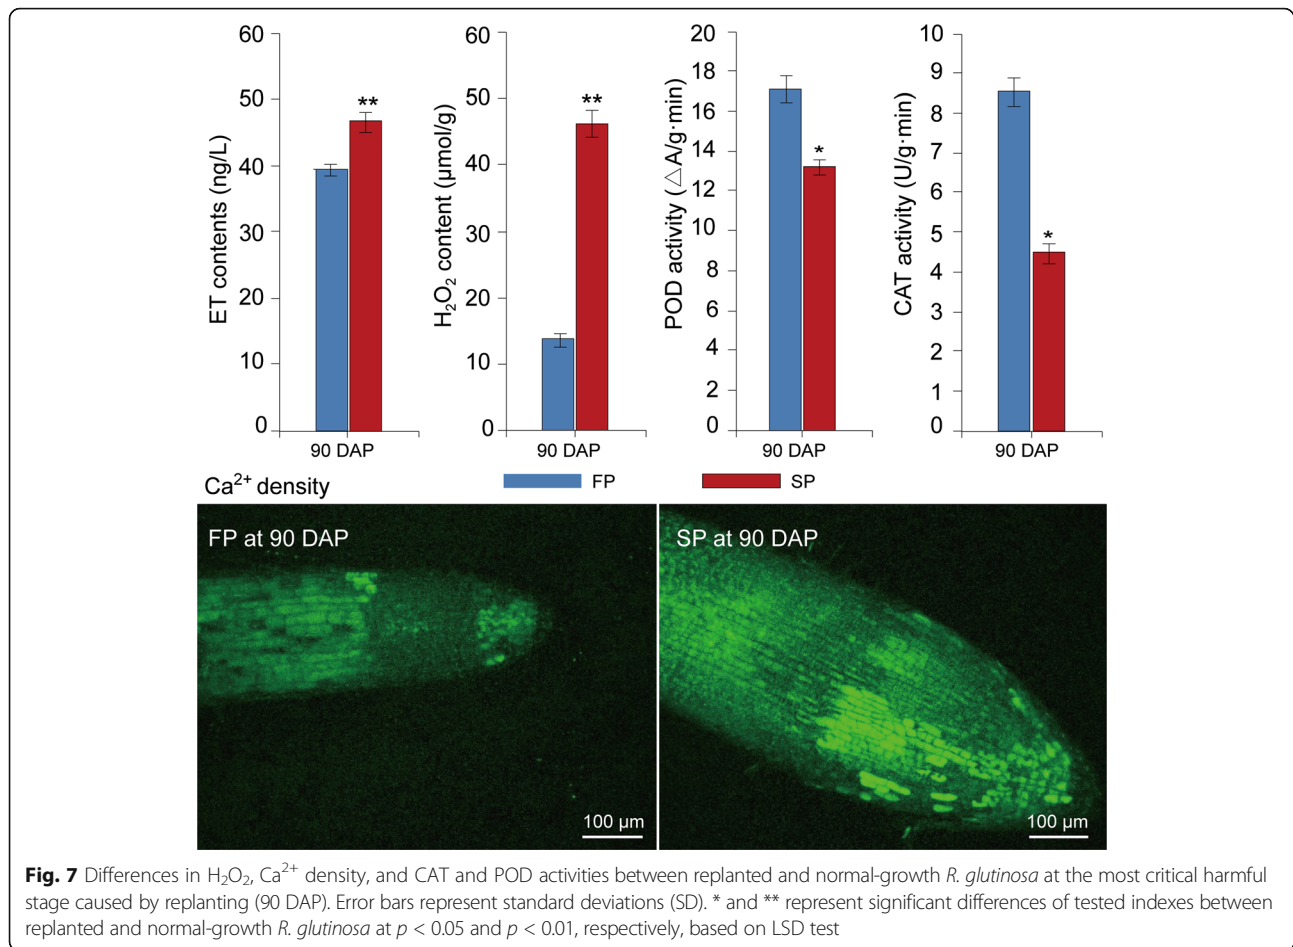 60
50
40
30
20
10
0
ET contents (ng/L)
**
90 DAP
60
50
40
30
20
10
0
H₂O₂ content (µmol/g)
**
90 DAP
20
18
16
14
12
10
8
6
4
2
0
POD activity (△A/g·min)
*
90 DAP
10
9
8
7
6
5
4
3
2
1
0
CAT activity (U/g·min)
*
90 DAP
FP
SP
Ca²⁺ density
FP at 90 DAP
100 µm
SP at 90 DAP
100 µm
Fig. 7 Differences in H₂O₂, Ca²⁺ density, and CAT and POD activities between replanted and normal-growth R. glutinosa at the most critical harmful
stage caused by replanting (90 DAP). Error bars represent standard deviations (SD). * and ** represent significant differences of tested indexes between
replanted and normal-growth R. glutinosa at p < 0.05 and p < 0.01, respectively, based on LSD test